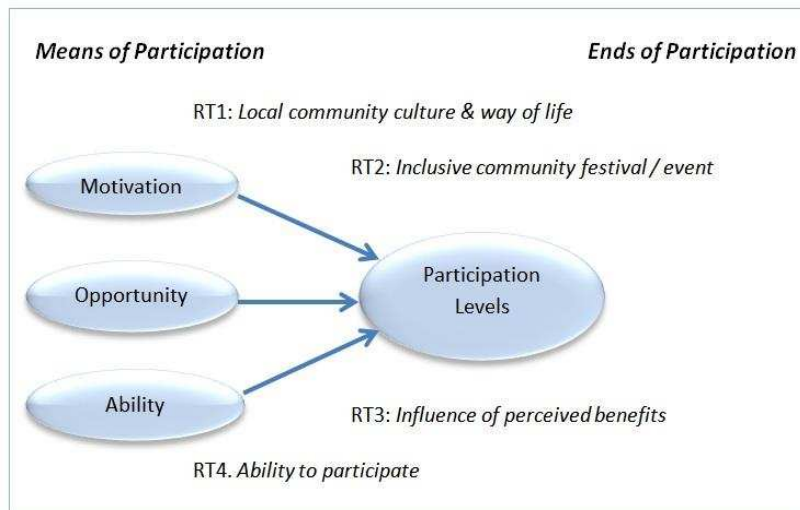 Means of Participation
Ends of Participation
RT1: Local community culture & way of life
RT2: Inclusive community festival / event
Motivation
Opportunity
Participation
Levels
Ability
RT3: Influence of perceived benefits
RT4. Ability to participate